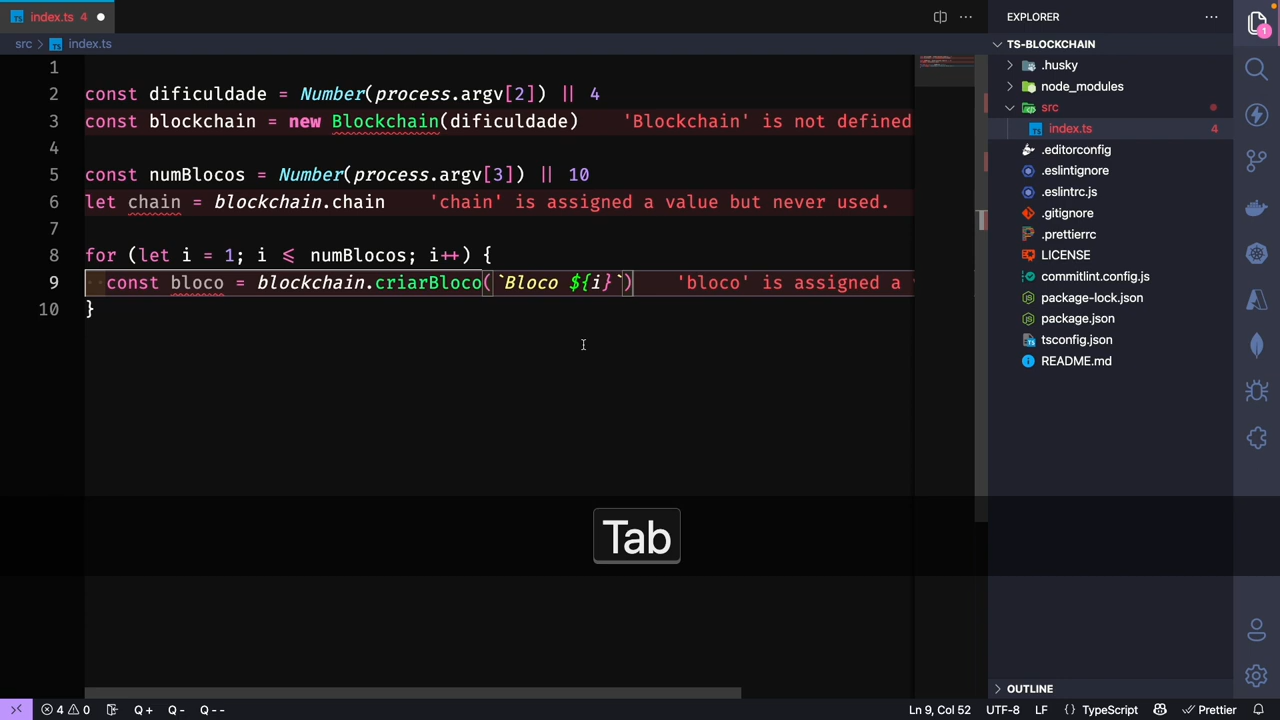 index.ts 4
src > index.ts
1
2 const dificuldade = Number(process.argv[2]) || 4
3 const blockchain = new Blockchain(dificuldade) 'Blockchain' is not defined
4
5 const numBlocos = Number(process.argv[3]) || 10
6 let chain = blockchain.chain 'chain' is assigned a value but never used.
7
8 for (let i = 1; i <= numBlocos; i++) {
9 const bloco = blockchain.criarBloco(`Bloco ${i}`) 'bloco' is assigned a
10 }
Tab
EXPLORER
TS-BLOCKCHAIN
.husky
node_modules
src
index.ts 4
.editorconfig
.eslintignore
.eslintrc.js
.gitignore
.prettierrc
LICENSE
commitlint.config.js
package-lock.json
package.json
tsconfig.json
README.md
OUTLINE
1
4 0 Q+ Q- Q-- Ln 9, Col 52 UTF-8 LF {} TypeScript Prettier